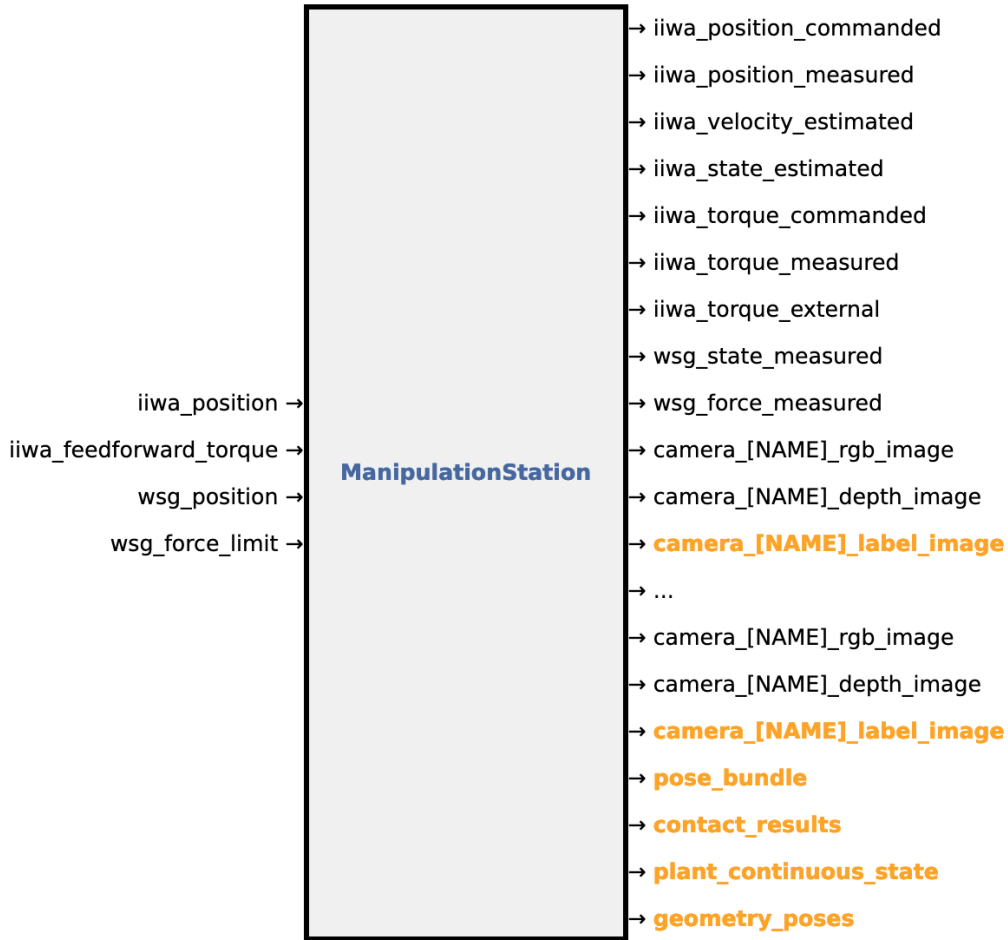 iiwa_position →
iiwa_feedforward_torque →
wsg_position →
wsg_force_limit →
ManipulationStation
→ iiwa_position_commanded
→ iiwa_position_measured
→ iiwa_velocity_estimated
→ iiwa_state_estimated
→ iiwa_torque_commanded
→ iiwa_torque_measured
→ iiwa_torque_external
→ wsg_state_measured
→ wsg_force_measured
→ camera_[NAME]_rgb_image
→ camera_[NAME]_depth_image
→ camera_[NAME]_label_image
→ ...
→ camera_[NAME]_rgb_image
→ camera_[NAME]_depth_image
→ camera_[NAME]_label_image
→ pose_bundle
→ contact_results
→ plant_continuous_state
→ geometry_poses